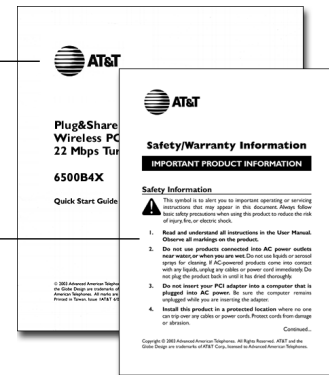 AT&T
Plug&Share
Wireless PC
22 Mbps Tur
6500B4X
Quick Start Guide
© 2003 Advanced American Telephon
the Globe Design are trademarks of
American Telephones. All marks are
Printed in Taiwan. Issue 1AT&T
AT&T
Safety/Warranty Information
IMPORTANT PRODUCT INFORMATION
Safety Information
This symbol is to alert you to important operating or servicing
instructions that may appear in this document. Always follow
basic safety precautions when using this product to reduce the risk
of injury, fire, or electric shock.
1. Read and understand all instructions in the User Manual.
Observe all markings on the product.
2. Do not use products connected into AC power outlets
near water, or when you are wet. Do not use liquids or aerosol
sprays for cleaning. If AC-powered products come into contact
with any liquids, unplug any cables or power cord immediately. Do
not plug the product back in until it has dried thoroughly.
3. Do not insert your PCI adapter into a computer that is
plugged into AC power. Be sure the computer remains
unplugged while you are inserting the adapter.
4. Install this product in a protected location where no one
can trip over any cables or power cords. Protect cords from damage
or abrasion.
Continued...
Copyright © 2003 Advanced American Telephones. All Rights Reserved. AT&T and the
Globe Design are trademarks of AT&T Corp., licensed to Advanced American Telephones.